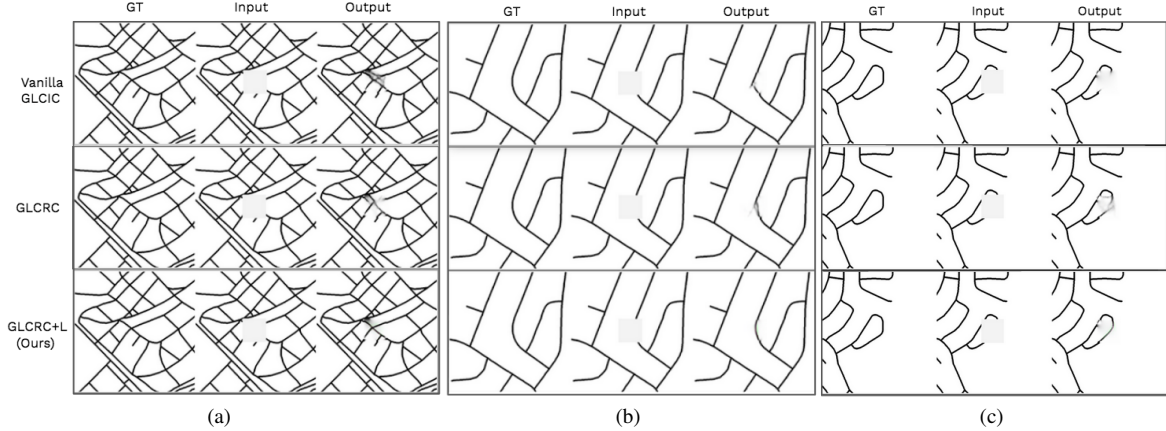 GT Input Output GT Input Output GT Input Output
Vanilla
GLCIC
GLCRC
GLCRC+L
(Ours)
(a) (b) (c)